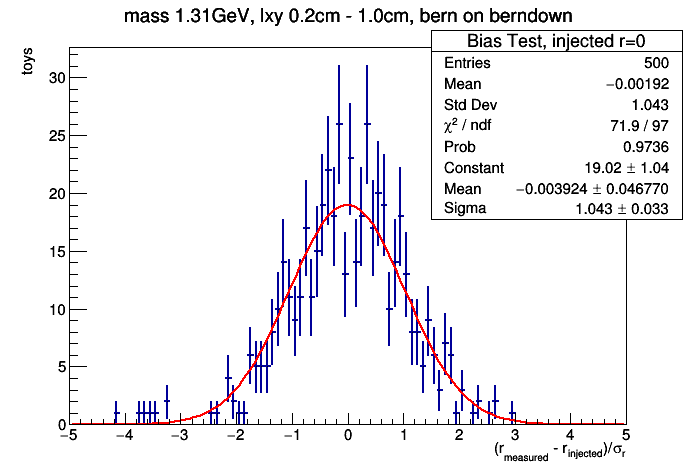 mass 1.31GeV, lxy 0.2cm - 1.0cm, bern on berndown
Bias Test, injected r=0
Entries 500
Mean −0.00192
Std Dev 1.043
χ² / ndf 71.9 / 97
Prob 0.9736
Constant 19.02 ± 1.04
Mean −0.003924 ± 0.046770
Sigma 1.043 ± 0.033
toys
30
25
20
15
10
5
0
−5 −4 −3 −2 −1 0 1 2 3 4 5
(r_measured - r_injected)/σ_r